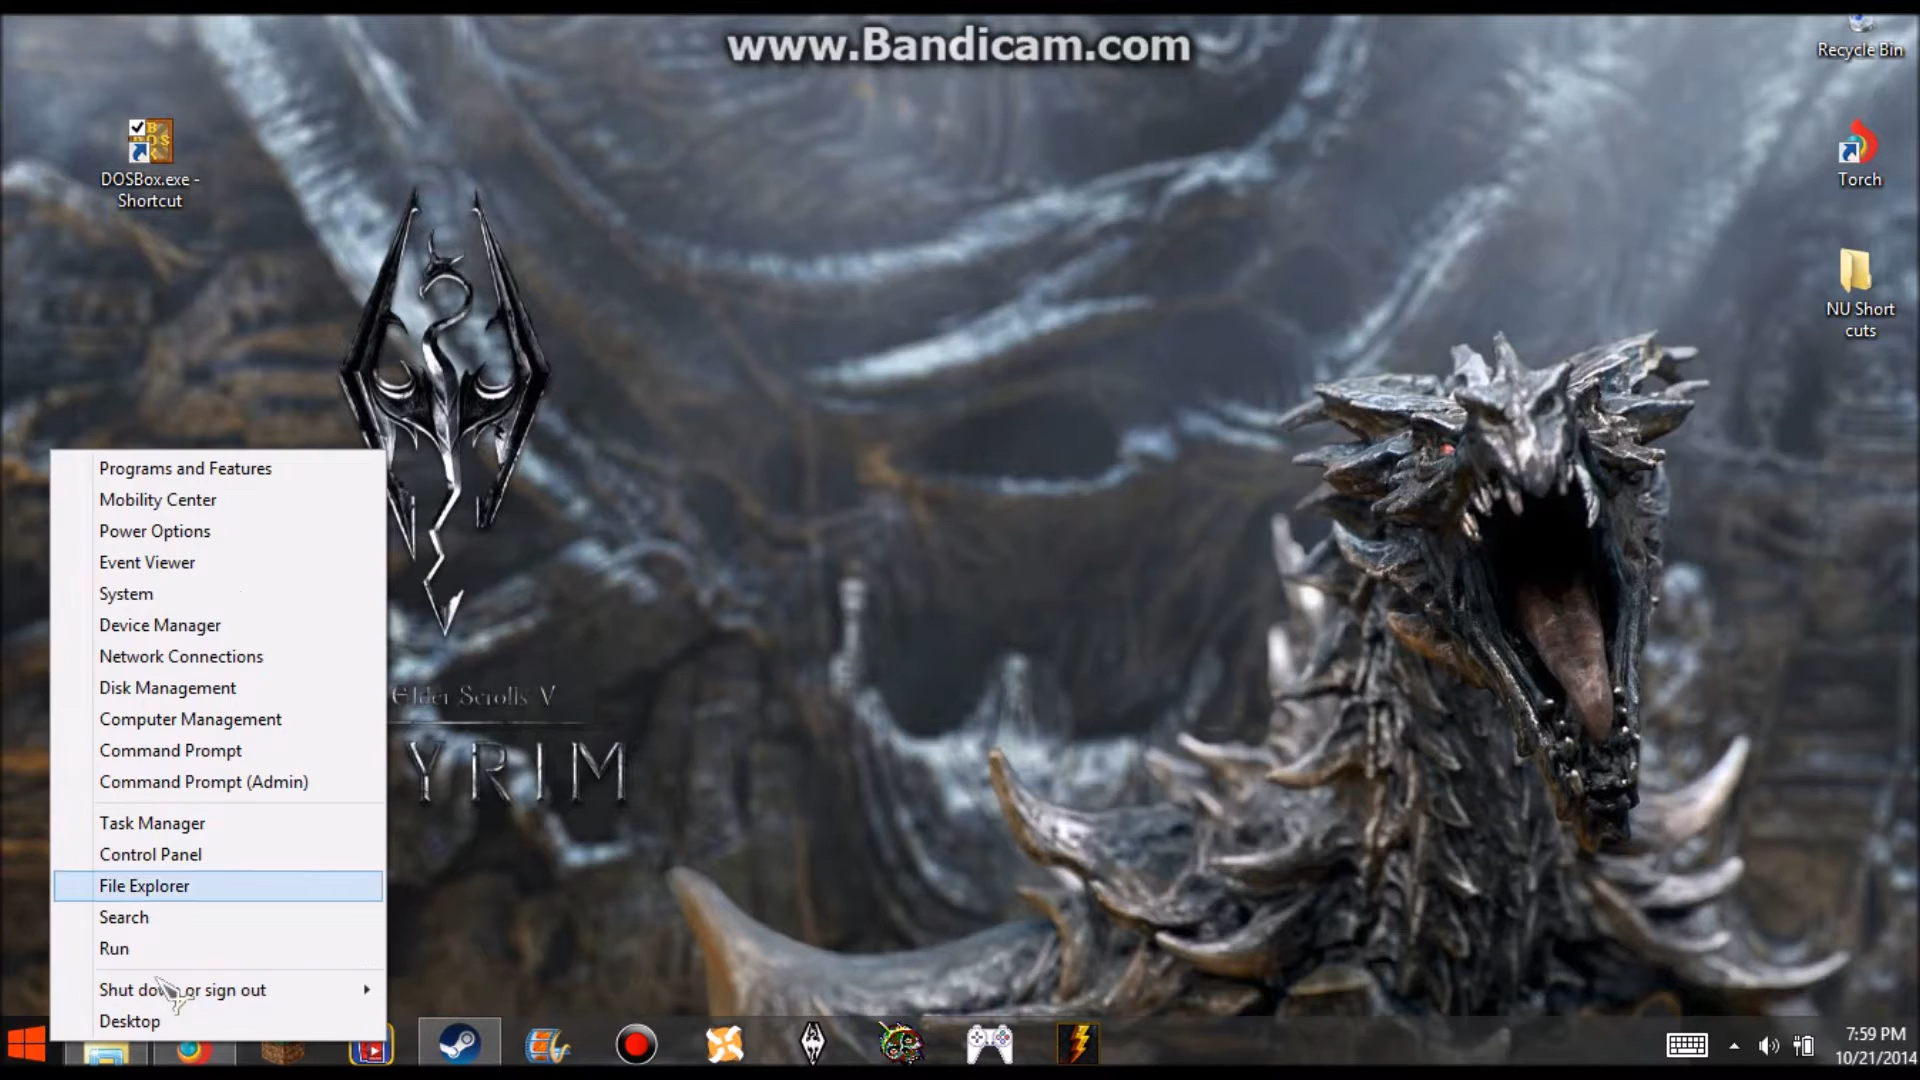 www.Bandicam.com
Recycle Bin
DOSBox.exe -
Shortcut
Torch
NU Short
cuts
Programs and Features
Mobility Center
Power Options
Event Viewer
System
Device Manager
Network Connections
Disk Management
Computer Management
Command Prompt
Command Prompt (Admin)
Task Manager
Control Panel
File Explorer
Search
Run
Shut down or sign out
Desktop
Elder Scrolls V
YRIM
7:59 PM
10/21/2014